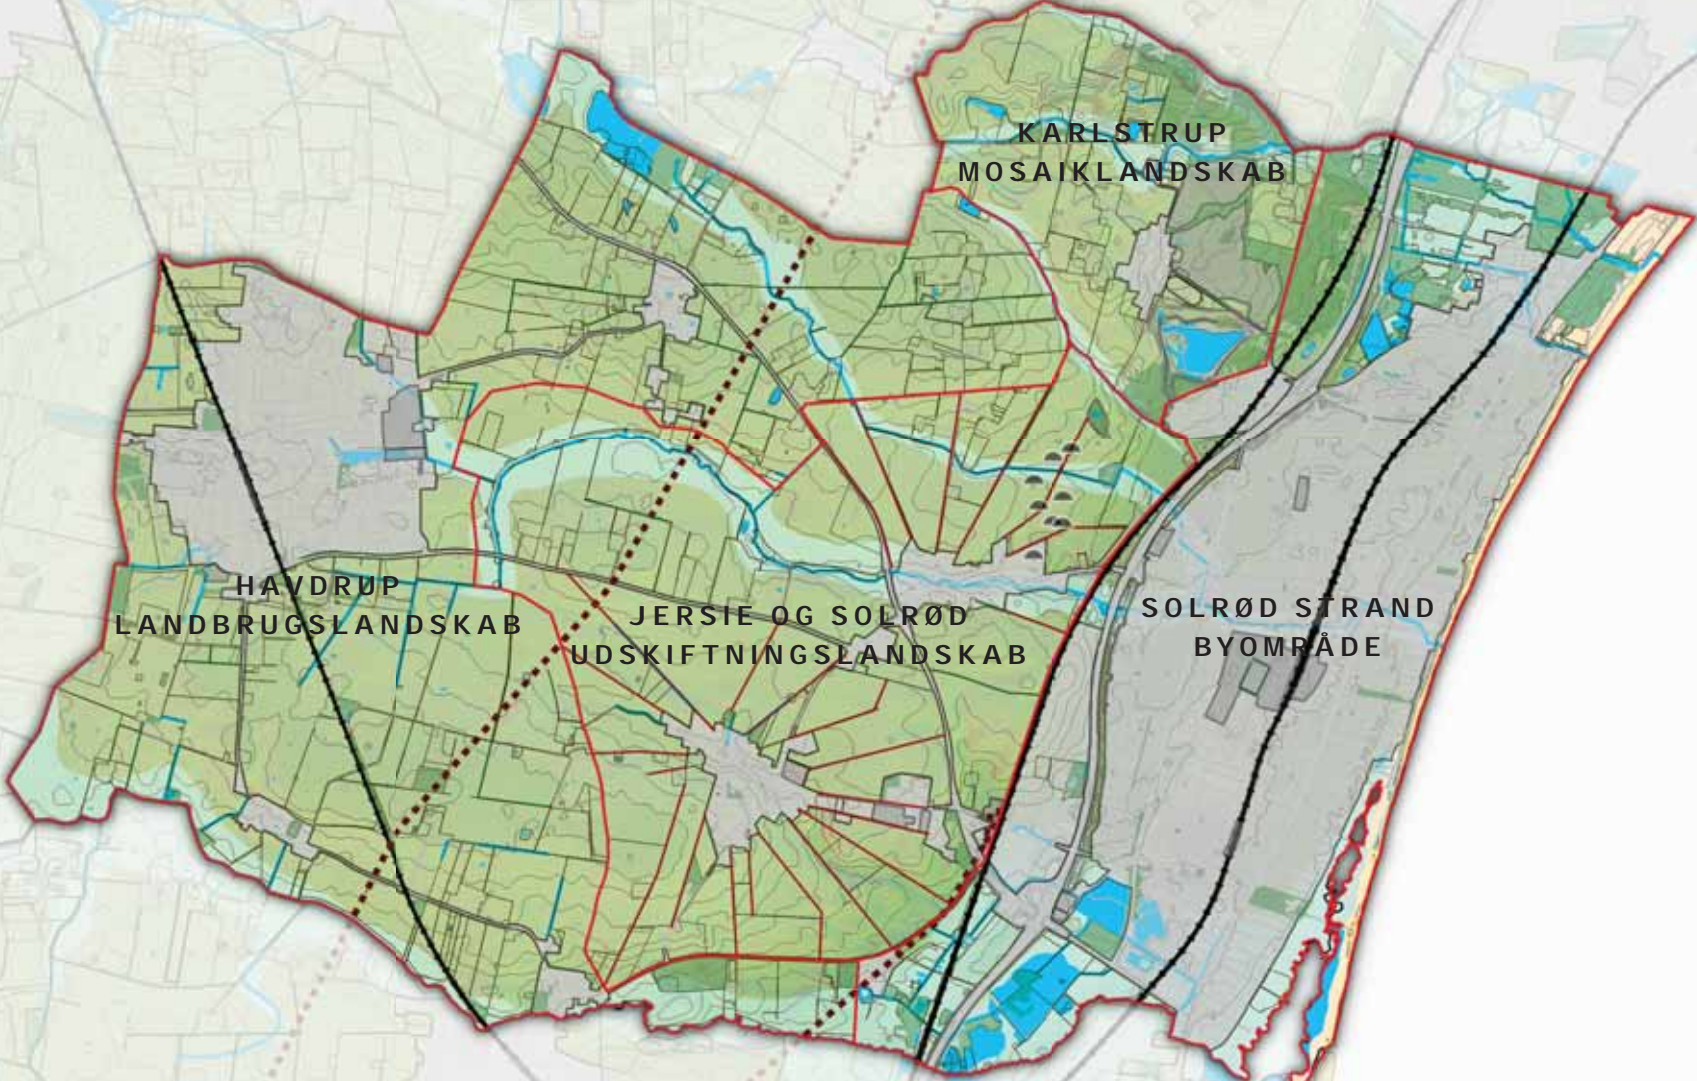 KARLSTRUP
MOSAIKLANDSKAB
HAVDRUP
LANDBRUGSLANDSKAB
JERSIE OG SOLRØD
UDSKIFTNINGSLANDSKAB
SOLRØD STRAND
BYOMRÅDE